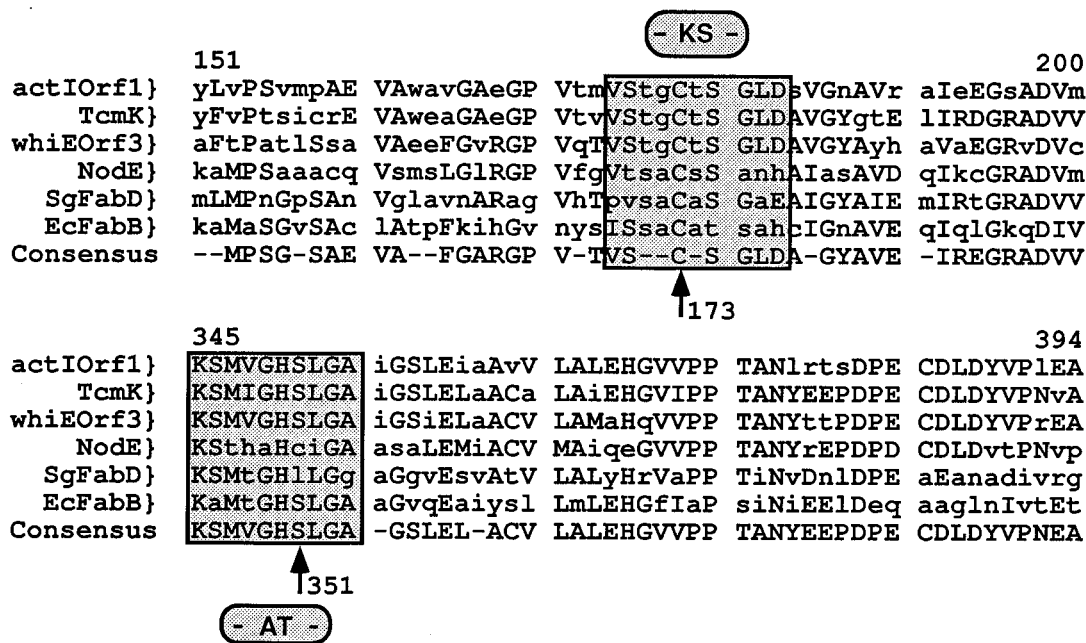 - KS -
151 200
actIOrf1} yLvPSvmpAE VAwavGAeGP VtmVStgCtS GLDsVGnAVr aIeEGsADVm
TcmK} yFvPtsicrE VAweaGAeGP VtvVStgCtS GLDAVGYgtE lIRDGRADVV
whiEOrf3} aFtPatlSsa VAeeFGvRGP VqTVStgCtS GLDAVGYAyh aVaEGRvDVc
NodE} kaMPSaaacq VsmsLGlRGP VfgVtsaCsS anhAIasAVD qIkcGRADVm
SgFabD} mLMPnGpSAn VglavnARag VhTpvsaCaS GaEAIGYAIE mIRtGRADVV
EcFabB} kaMaSGvSAc lAtpFkihGv nysISsaCat sahcIGnAVE qIqlGkqDIV
Consensus --MPSG-SAE VA--FGARGP V-TVS--C-S GLDA-GYAVE -IREGRADVV
173
345 394
actIOrf1} KSMVGHSLGA iGSLEiaAvV LALEHGVVPP TANlrtsDPE CDLDYVPlEA
TcmK} KSMIGHSLGA iGSLElaACa LAiEHGVIPP TANYEEPDPE CDLDYVPNvA
whiEOrf3} KSMVGHSLGA iGSiELaACV LAMaHqVVPP TANYttPDPE CDLDYVPrEA
NodE} KSthaHciGA asaLEMiACV MAiqeGVVPP TANYrEPDPD CDLDvtPNvp
SgFabD} KSMtGHlLGg aGgvEsvAtV LALyHrVaPP TiNvDnlDPE aEanadivrg
EcFabB} KaMtGHSLGA aGvqEaiysl LmLEHGfIaP siNiEElDeq aaglnIvtEt
Consensus KSMVGHSLGA -GSLEL-ACV LALEHGVVPP TANYEEPDPE CDLDYVPNEA
351
- AT -